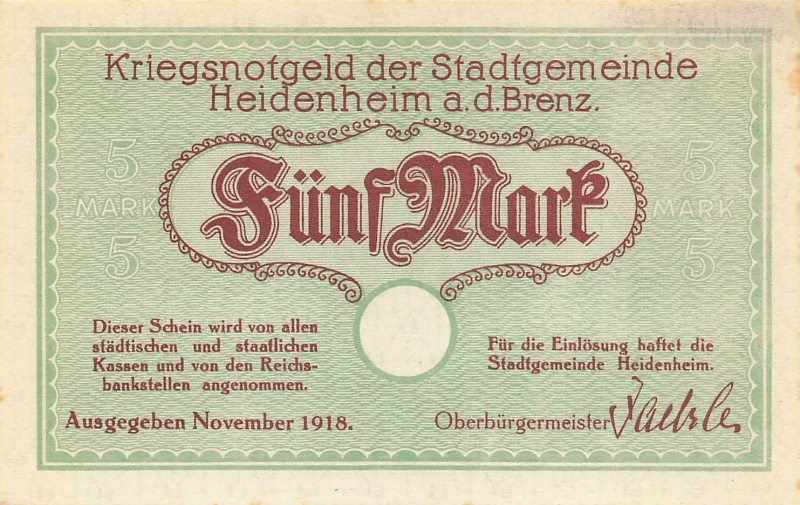 Kriegsnotgeld der Stadtgemeinde
Heidenheim a.d.Brenz.
5
MARK
5
Fünf Mark
5
MARK
5
Dieser Schein wird von allen
städtischen und staatlichen
Kassen und von den Reichs-
bankstellen angenommen.
Für die Einlösung haftet die
Stadtgemeinde Heidenheim.
Ausgegeben November 1918.
Oberbürgermeister Jaekle.